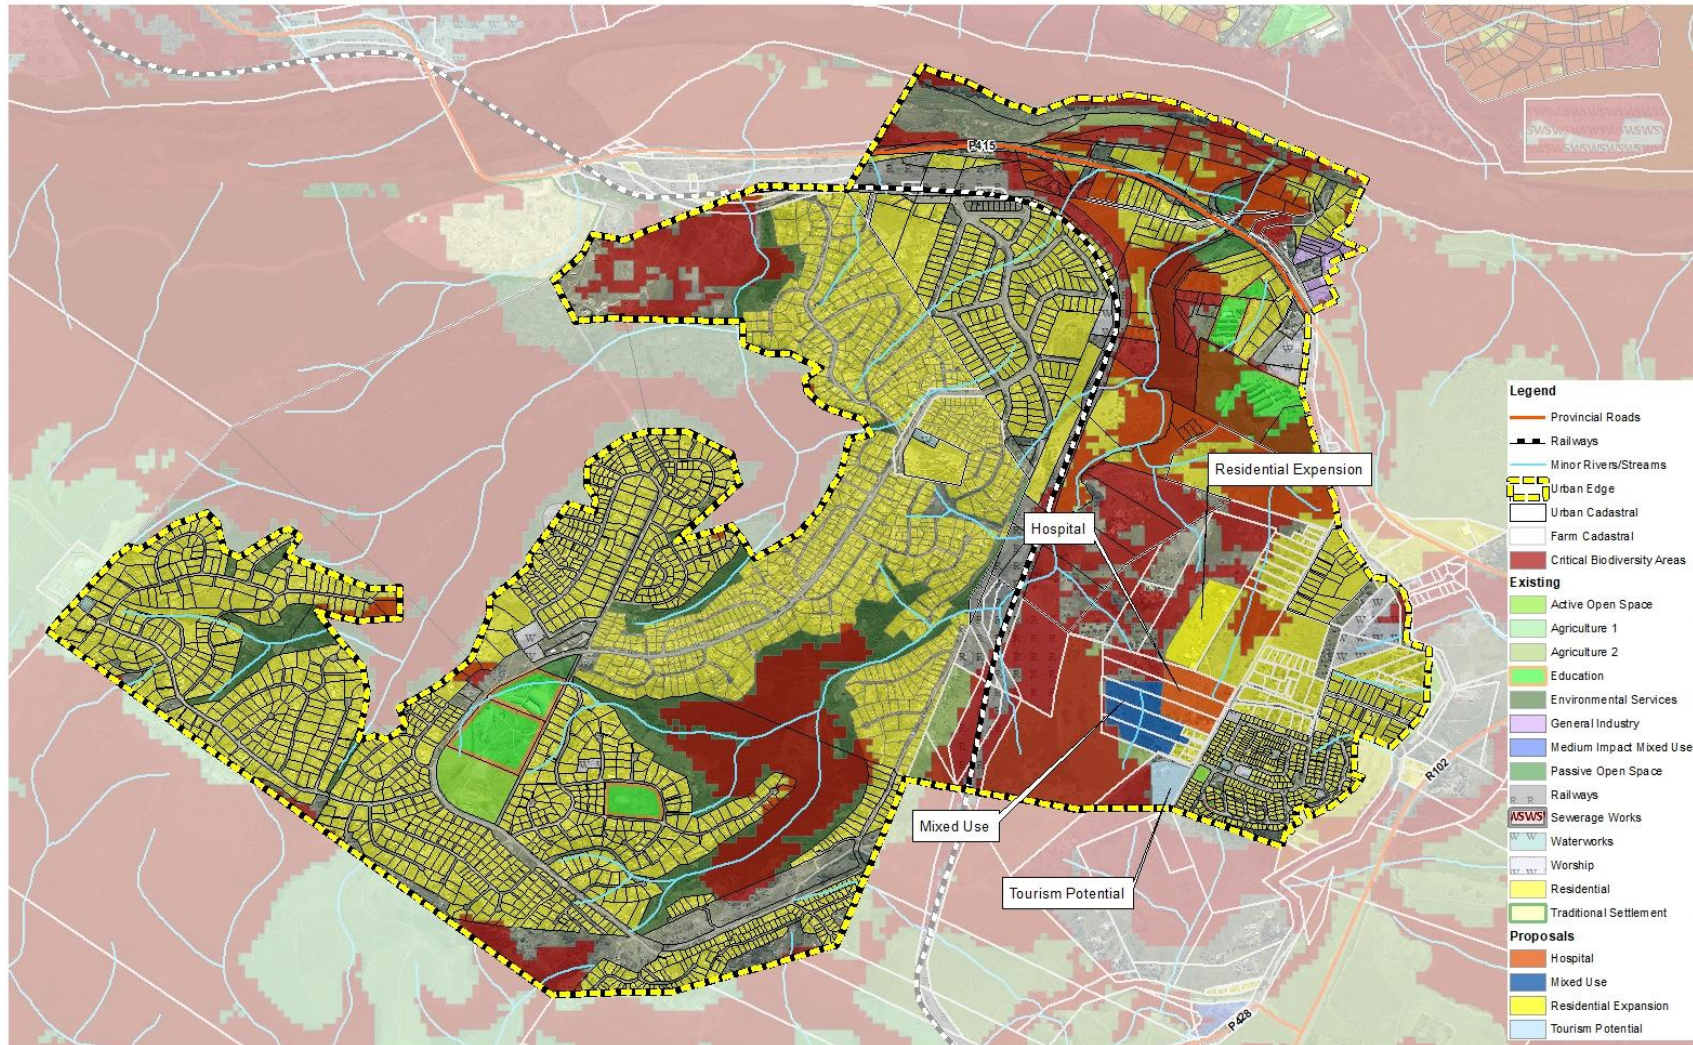 P415
Residential Expension
Hospital
Mixed Use
Tourism Potential
R102
P428
Legend
Provincial Roads
Railways
Minor Rivers/Streams
Urban Edge
Urban Cadastral
Farm Cadastral
Critical Biodiversity Areas
Existing
Active Open Space
Agriculture 1
Agriculture 2
Education
Environmental Services
General Industry
Medium Impact Mixed Use
Passive Open Space
R R Railways
Sewerage Works
W W Waterworks
W W Worship
Residential
Traditional Settlement
Proposals
Hospital
Mixed Use
Residential Expansion
Tourism Potential